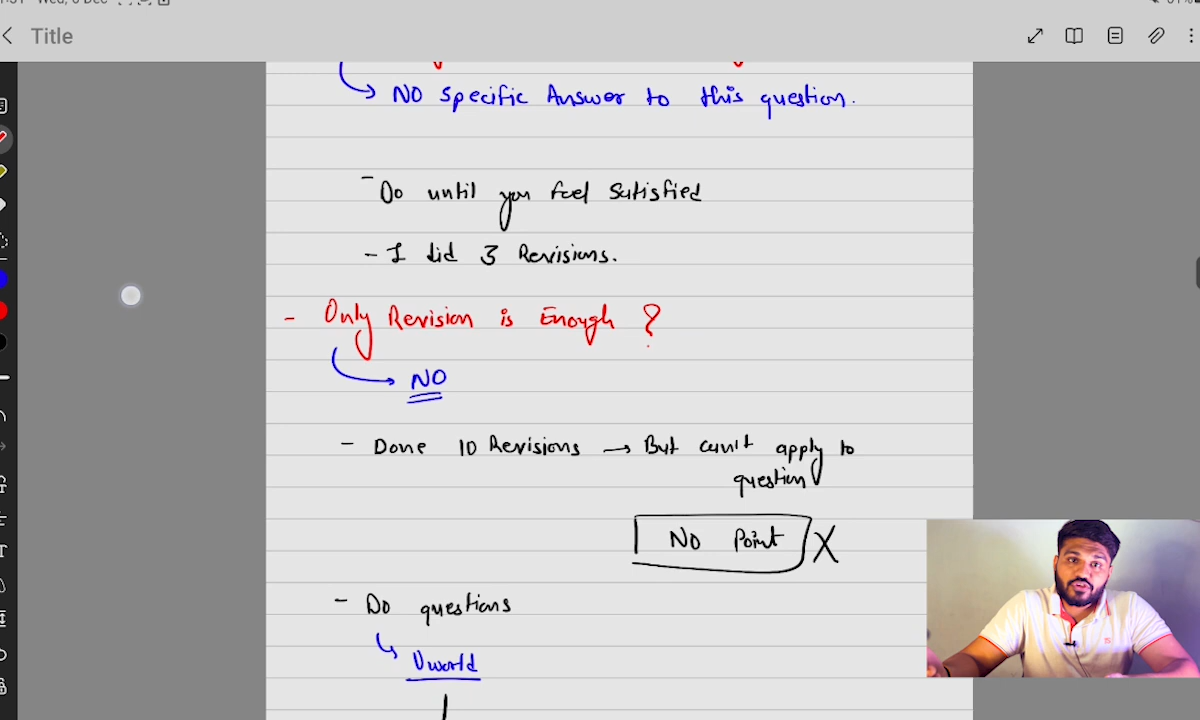 Title
NO Specific Answer to this question.
- Do until you feel Satisfied
- I did 3 Revisions.
- Only Revision is Enough ?
NO
- Done 10 Revisions → But can't apply to
question
No Point X
- Do questions
Uworld